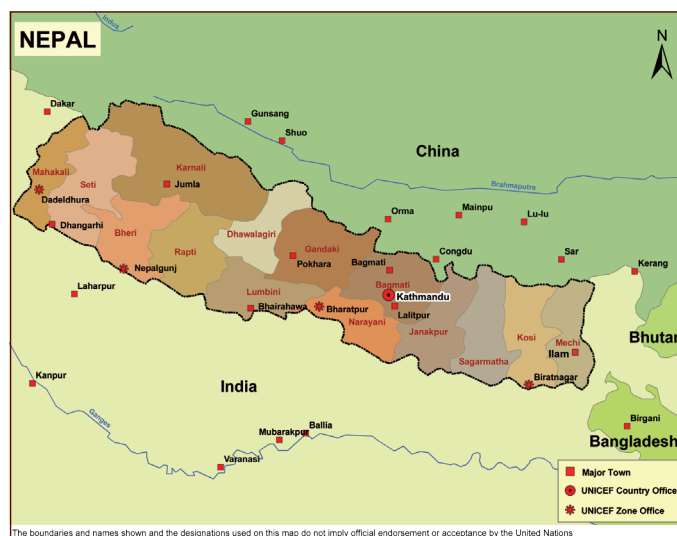 NEPAL
Indus
N
Dakar
Gunsang
Shuo
China
Karnali
Mahakali
Seti
Jumla
Dadeldhura
Brahmaputra
Orma
Mainpu
Lu-lu
Dhangarhi
Bheri
Dhawalagiri
Rapti
Gandaki
Pokhara
Bagmati
Congdu
Sar
Kerang
Nepalgunj
Bagmati
Kathmandu
Laharpur
Lumbini
Bhairahawa
Bharatpur
Lalitpur
Narayani
Janakpur
Kosi
Mechi
Ilam
Sagarmatha
Bhutan
Kanpur
India
Biratnagar
Ganges
Ballia
Mubarakpur
Birgani
Bangladesh
Varanasi
Major Town
UNICEF Country Office
UNICEF Zone Office
The boundaries and names shown and the designations used on this map do not imply official endorsement or acceptance by the United Nations